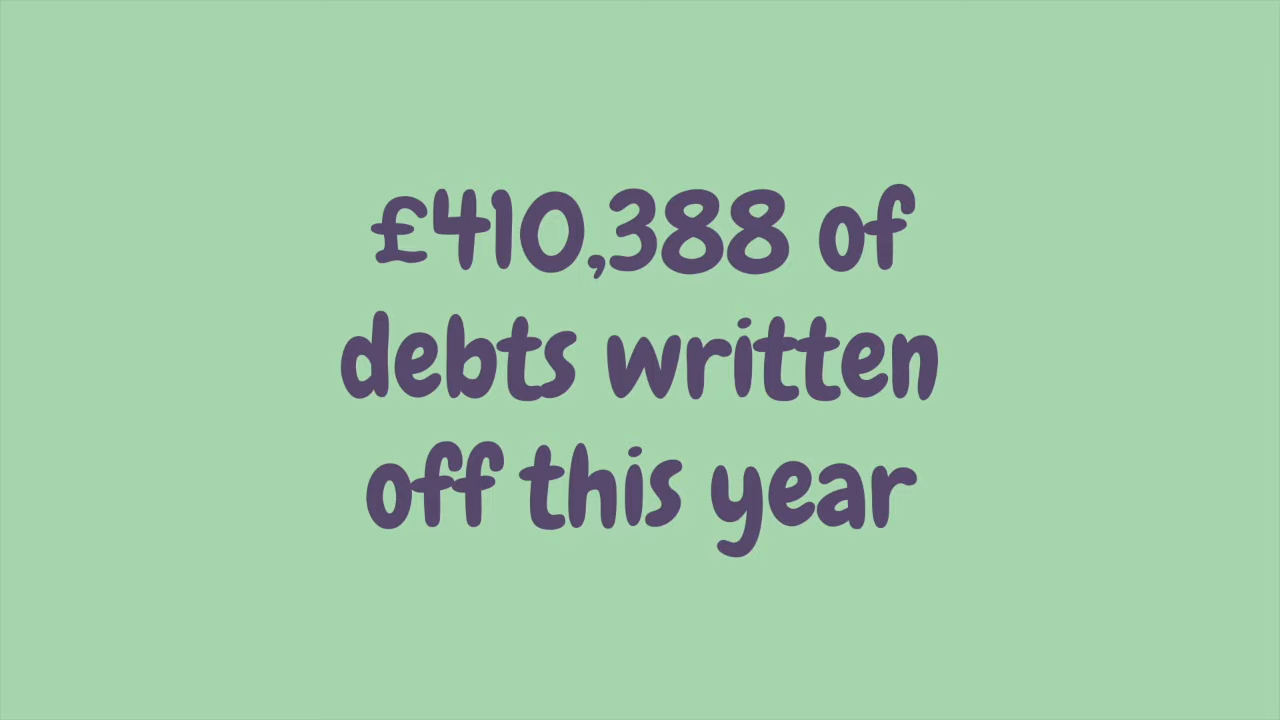 £410,388 of
debts written
off this year